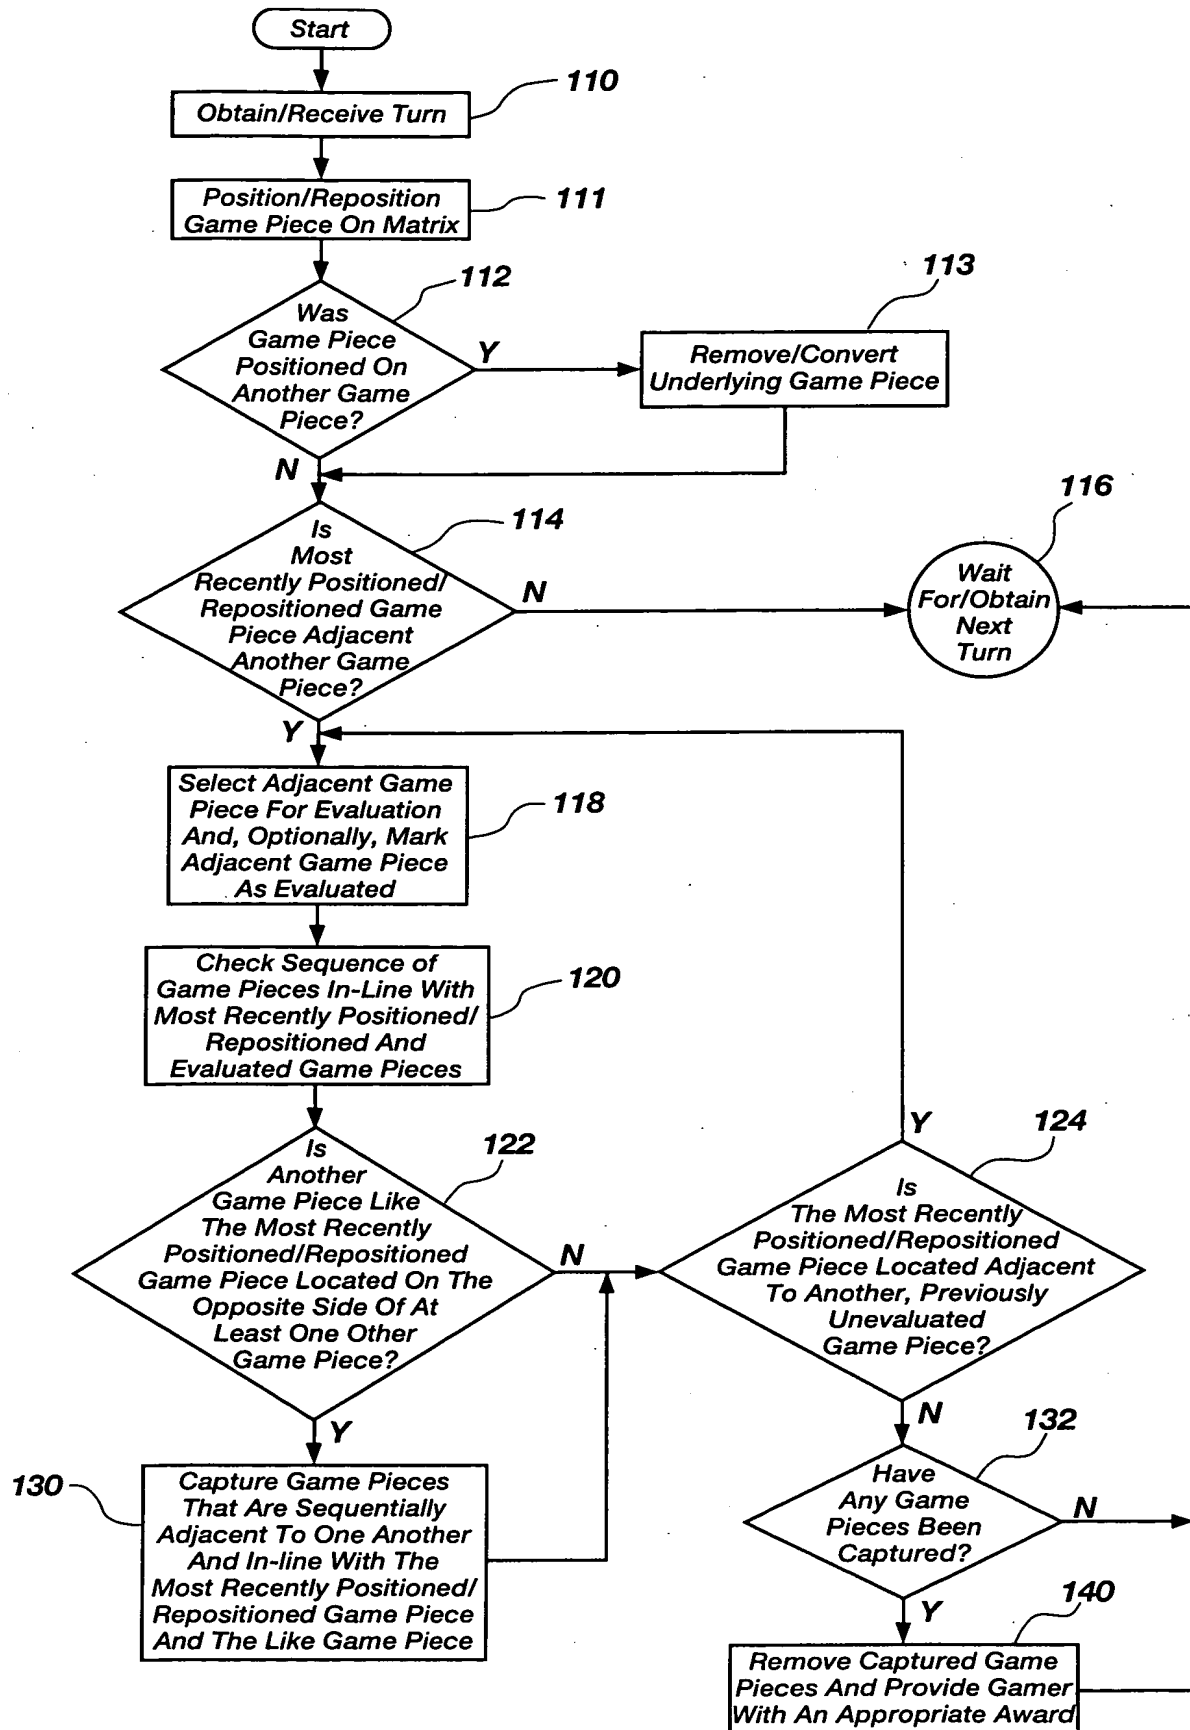 Start
110
Obtain/Receive Turn
Position/Reposition
Game Piece On Matrix
111
112
Was
Game Piece
Positioned On
Another Game
Piece?
Y
N
113
Remove/Convert
Underlying Game Piece
114
Is
Most
Recently Positioned/
Repositioned Game
Piece Adjacent
Another Game
Piece?
N
Y
116
Wait
For/Obtain
Next
Turn
Select Adjacent Game
Piece For Evaluation
And, Optionally, Mark
Adjacent Game Piece
As Evaluated
118
Check Sequence of
Game Pieces In-Line With
Most Recently Positioned/
Repositioned And
Evaluated Game Pieces
120
122
Is
Another
Game Piece Like
The Most Recently
Positioned/Repositioned
Game Piece Located On The
Opposite Side Of At
Least One Other
Game Piece?
N
Y
124
Y
Is
The Most Recently
Positioned/Repositioned
Game Piece Located Adjacent
To Another, Previously
Unevaluated
Game Piece?
N
130
Capture Game Pieces
That Are Sequentially
Adjacent To One Another
And In-line With The
Most Recently Positioned/
Repositioned Game Piece
And The Like Game Piece
132
Have
Any Game
Pieces Been
Captured?
N
Y
140
Remove Captured Game
Pieces And Provide Gamer
With An Appropriate Award